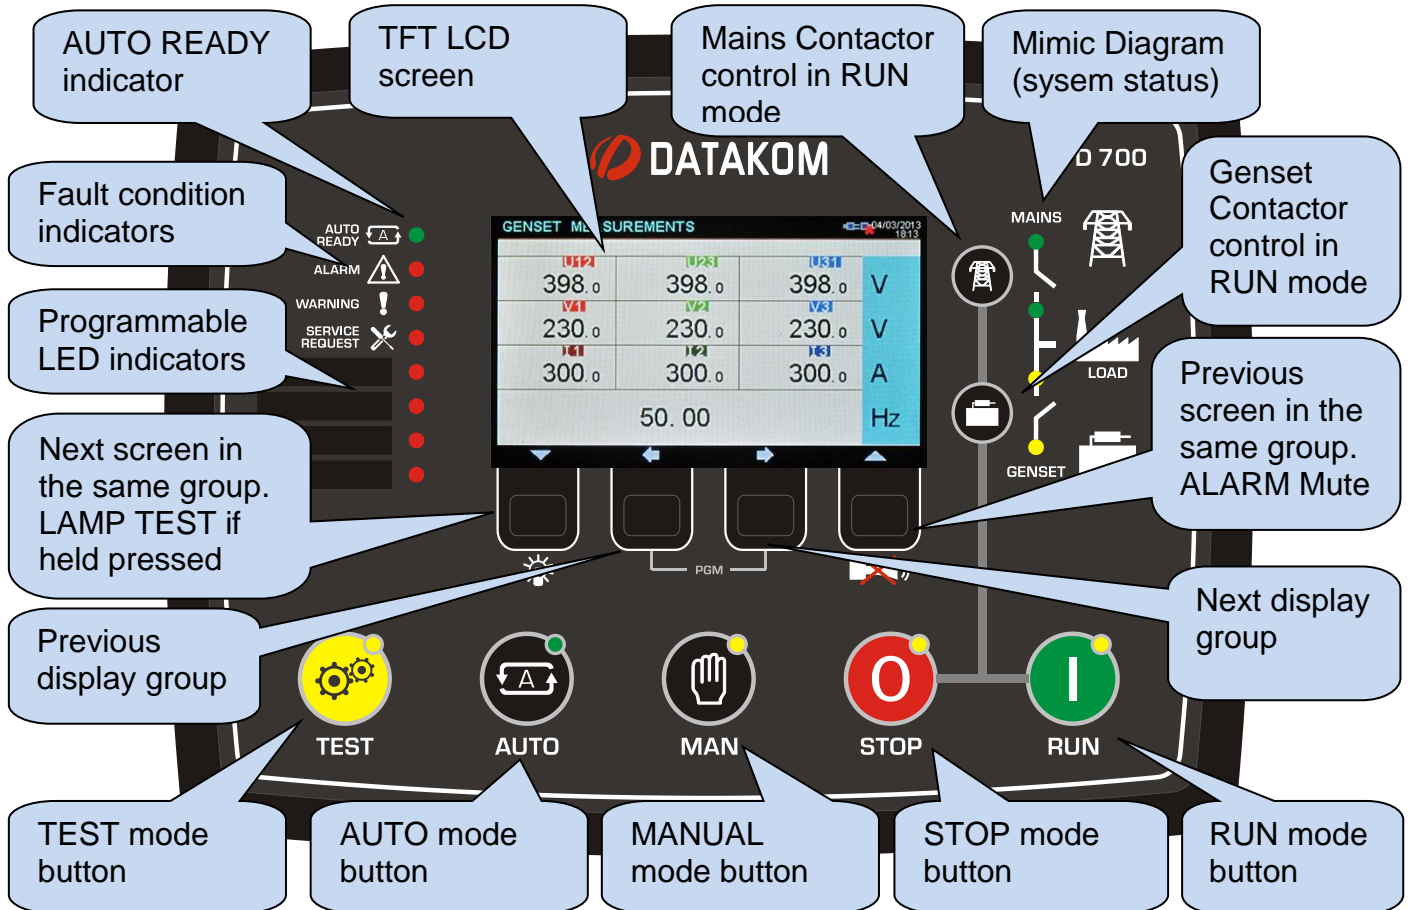 AUTO READY
indicator
TFT LCD
screen
Mains Contactor
control in RUN
mode
Mimic Diagram
(sysem status)
DATAKOM
D 700
Fault condition
indicators
Genset
Contactor
control in
RUN mode
AUTO
READY
A
ALARM
WARNING
SERVICE
REQUEST
Programmable
LED indicators
GENSET ME SUREMENTS
04/03/2013
18:13
U12 U23 U31
398.0 398.0 398.0 V
V1 V2 V3
230.0 230.0 230.0 V
I1 I2 I3
300.0 300.0 300.0 A
50.00 Hz
MAINS
LOAD
GENSET
Next screen in
the same group.
LAMP TEST if
held pressed
Previous
screen in the
same group.
ALARM Mute
PGM
Previous
display group
Next display
group
A
O
I
TEST
AUTO
MAN
STOP
RUN
TEST mode
button
AUTO mode
button
MANUAL
mode button
STOP mode
button
RUN mode
button